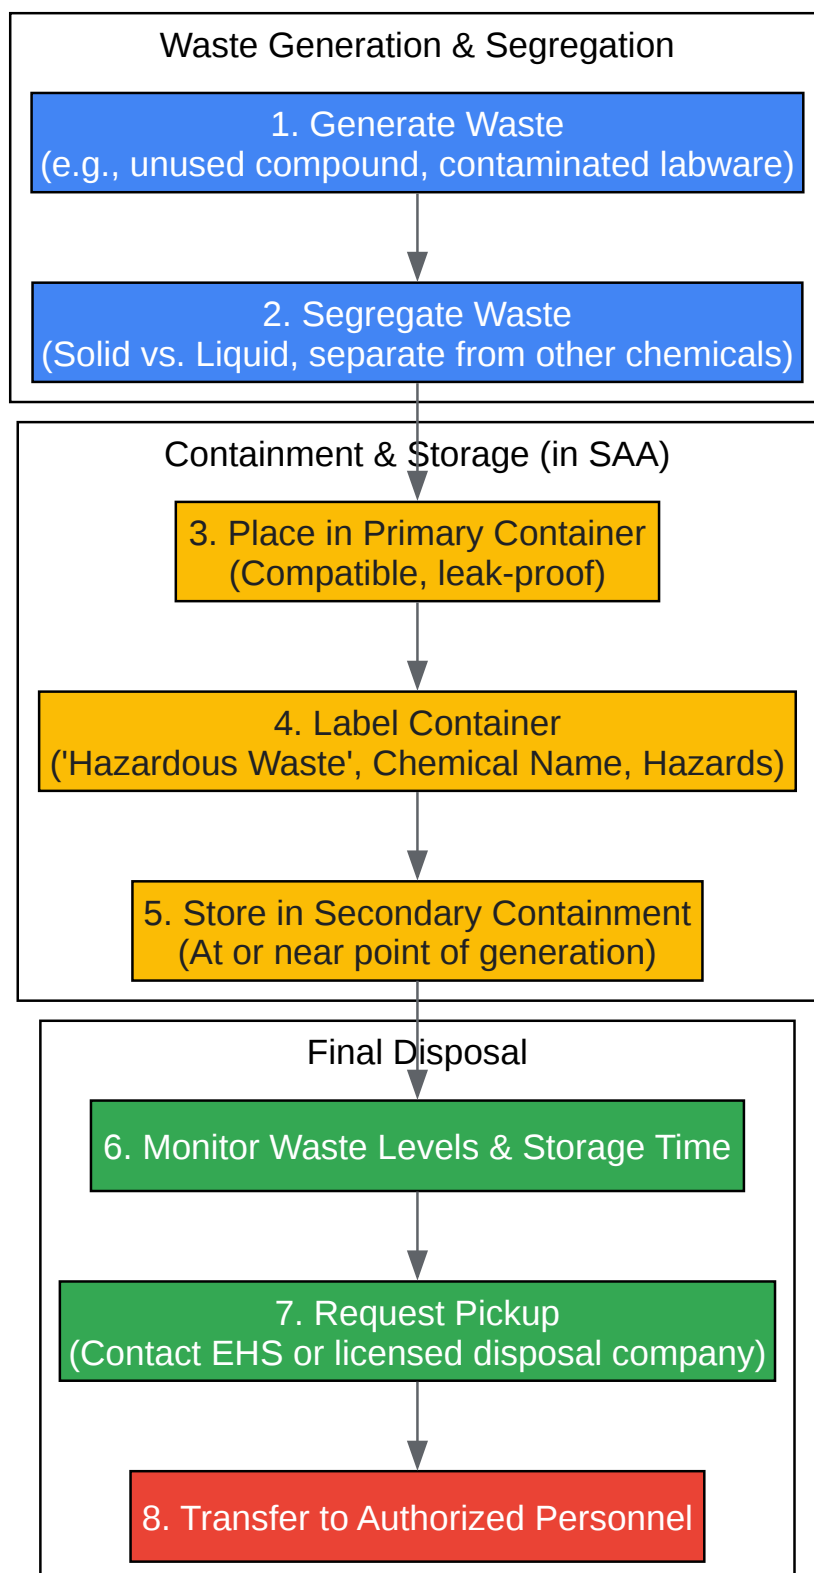 Waste Generation & Segregation
1. Generate Waste
(e.g., unused compound, contaminated labware)
2. Segregate Waste
(Solid vs. Liquid, separate from other chemicals)
Containment & Storage (in SAA)
3. Place in Primary Container
(Compatible, leak-proof)
4. Label Container
('Hazardous Waste', Chemical Name, Hazards)
5. Store in Secondary Containment
(At or near point of generation)
Final Disposal
6. Monitor Waste Levels & Storage Time
7. Request Pickup
(Contact EHS or licensed disposal company)
8. Transfer to Authorized Personnel